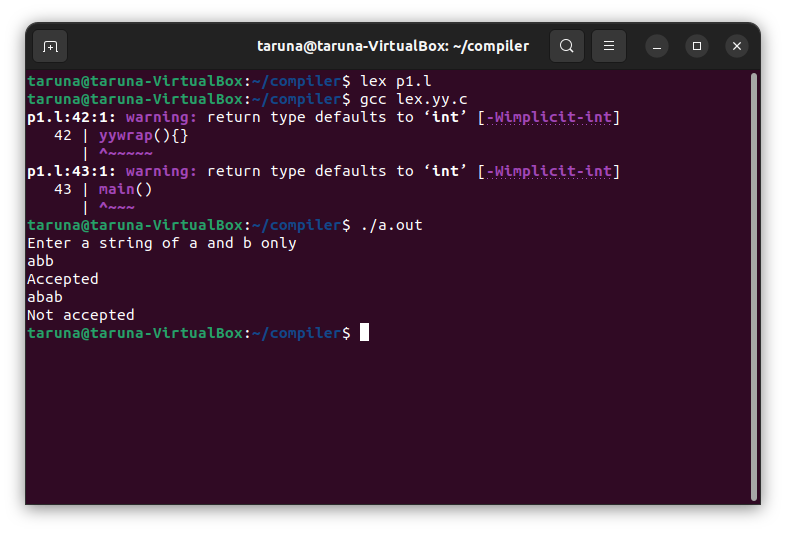 taruna@taruna-VirtualBox: ~/compiler
taruna@taruna-VirtualBox:~/compiler$ lex p1.l
taruna@taruna-VirtualBox:~/compiler$ gcc lex.yy.c
p1.l:42:1: warning: return type defaults to ‘int’ [-Wimplicit-int]
   42 | yywrap(){}
      | ^~~~~~
p1.l:43:1: warning: return type defaults to ‘int’ [-Wimplicit-int]
   43 | main()
      | ^~~~
taruna@taruna-VirtualBox:~/compiler$ ./a.out
Enter a string of a and b only
abb
Accepted
abab
Not accepted
taruna@taruna-VirtualBox:~/compiler$